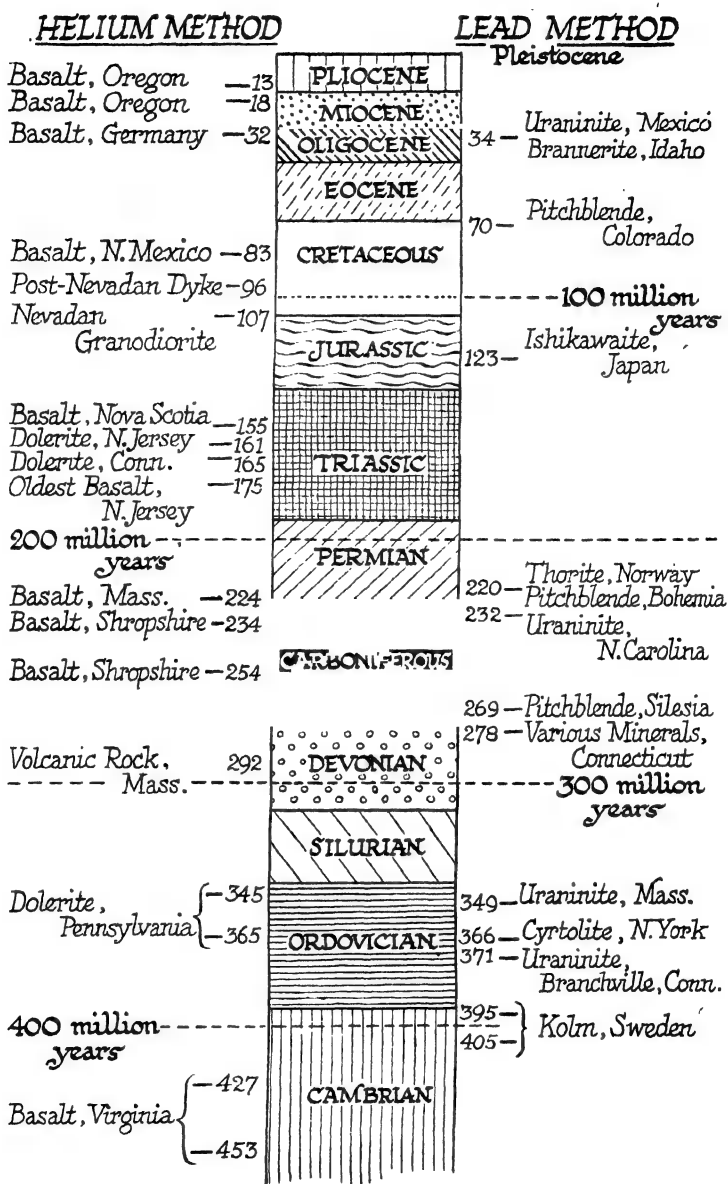 HELIUM METHOD
LEAD METHOD
Pleistocene
PLIOCENE
Basalt, Oregon —13
Basalt, Oregon —18
MIOCENE
Basalt, Germany —32
OLIGOCENE
34— Uraninite, Mexico
Brannerite, Idaho
EOCENE
70— Pitchblende,
Colorado
Basalt, N. Mexico —83
CRETACEOUS
Post-Nevadan Dyke—96
100 million
years
Nevadan —107
Granodiorite
JURASSIC
123— Ishikawaite,
Japan
Basalt, Nova Scotia —155
Dolerite, N. Jersey —161
Dolerite, Conn. —165
TRIASSIC
Oldest Basalt, —175
N. Jersey
200 million
years
PERMIAN
220— Thorite, Norway
Pitchblende, Bohemia
Basalt, Mass. —224
232— Uraninite,
N. Carolina
Basalt, Shropshire —234
CARBONIFEROUS
Basalt, Shropshire —254
269— Pitchblende, Silesia
278— Various Minerals,
Connecticut
Volcanic Rock, 292
Mass.
DEVONIAN
300 million
years
SILURIAN
Dolerite,
Pennsylvania
—345
—365
ORDOVICIAN
349— Uraninite, Mass.
366— Cyrtolite, N. York
371— Uraninite,
Branchville, Conn.
395—
405—
Kolm, Sweden
400 million
years
CAMBRIAN
Basalt, Virginia
—427
—453